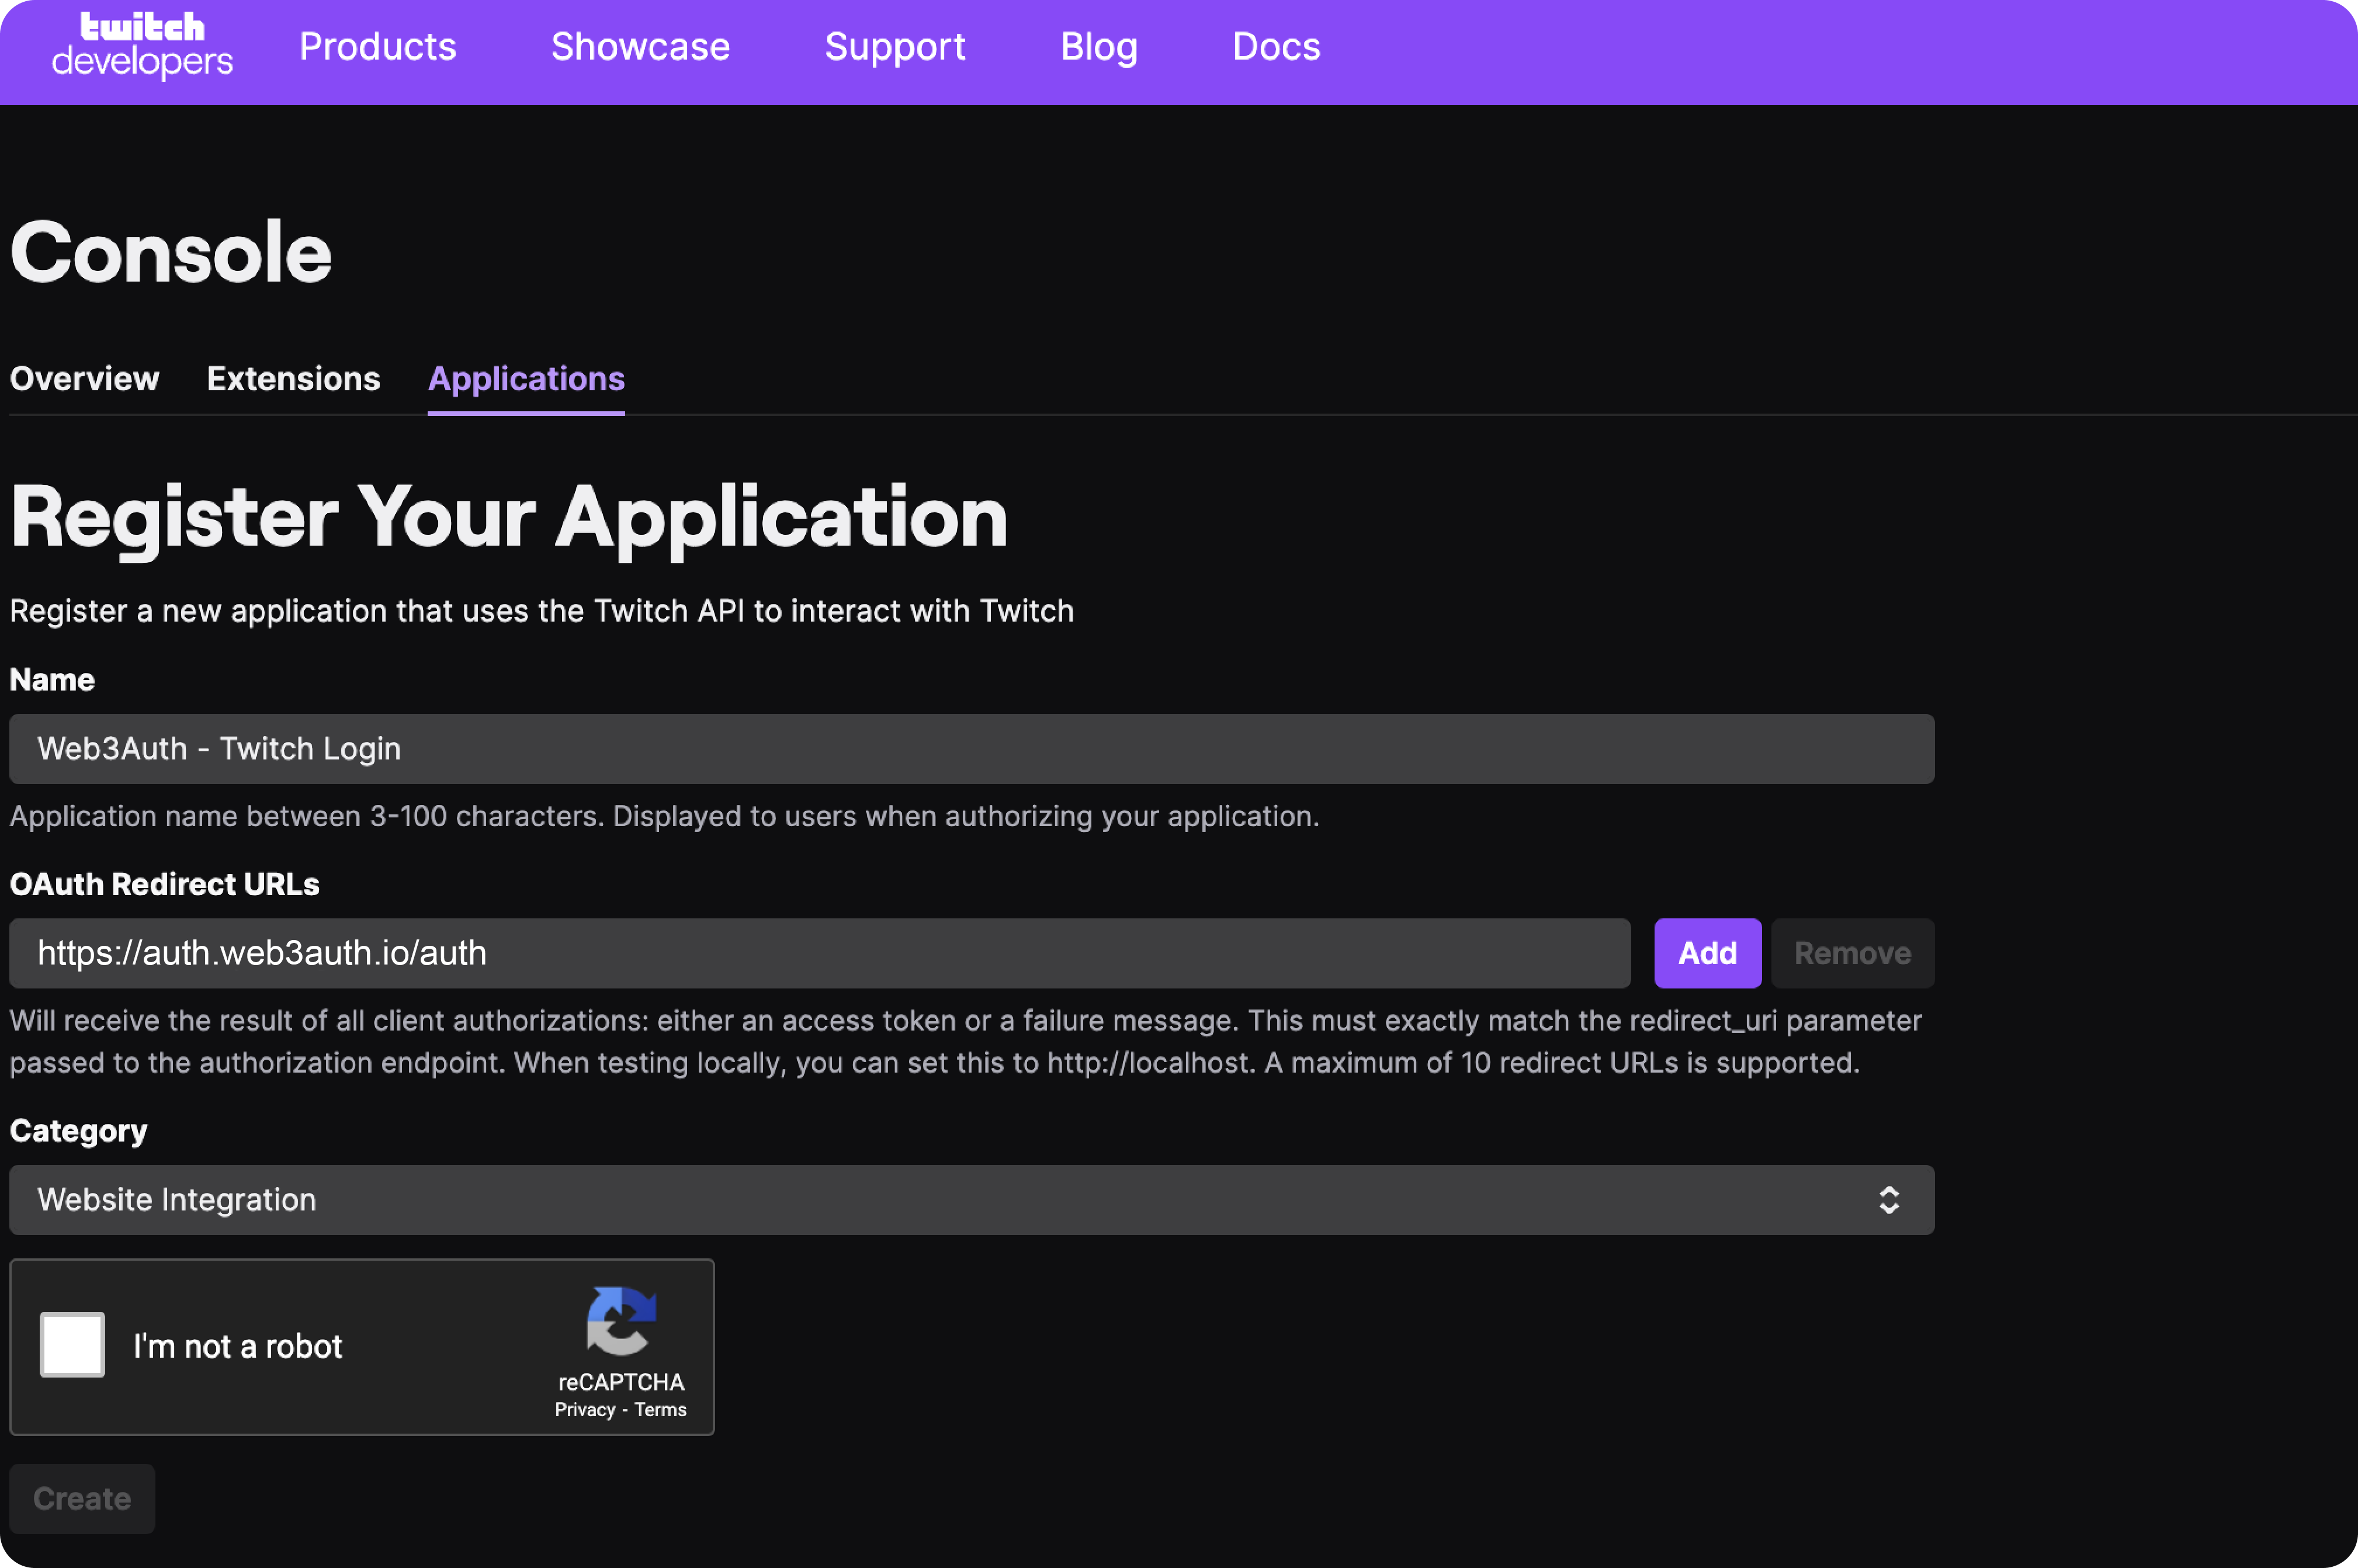 twitch
developers
Products
Showcase
Support
Blog
Docs
Console
Overview
Extensions
Applications
Register Your Application
Register a new application that uses the Twitch API to interact with Twitch
Name
Web3Auth - Twitch Login
Application name between 3-100 characters. Displayed to users when authorizing your application.
OAuth Redirect URLs
https://auth.web3auth.io/auth
Add
Remove
Will receive the result of all client authorizations: either an access token or a failure message. This must exactly match the redirect_uri parameter
passed to the authorization endpoint. When testing locally, you can set this to http://localhost. A maximum of 10 redirect URLs is supported.
Category
Website Integration
I'm not a robot
reCAPTCHA
Privacy - Terms
Create